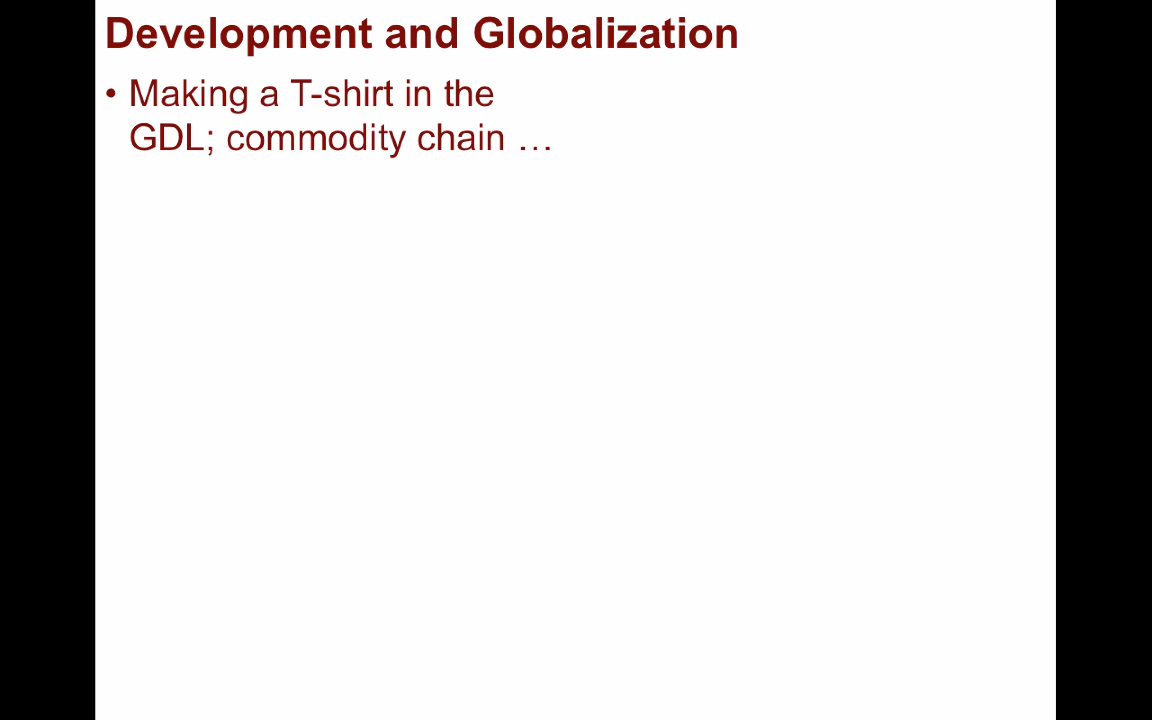 Development and Globalization
• Making a T-shirt in the
GDL; commodity chain …